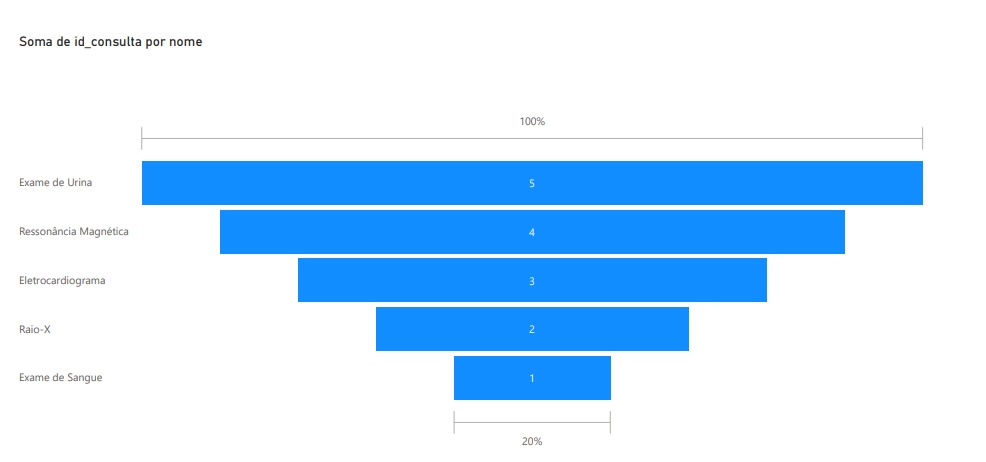 Soma de id_consulta por nome
100%
Exame de Urina
5
Ressonância Magnética
4
Eletrocardiograma
3
Raio-X
2
Exame de Sangue
1
20%